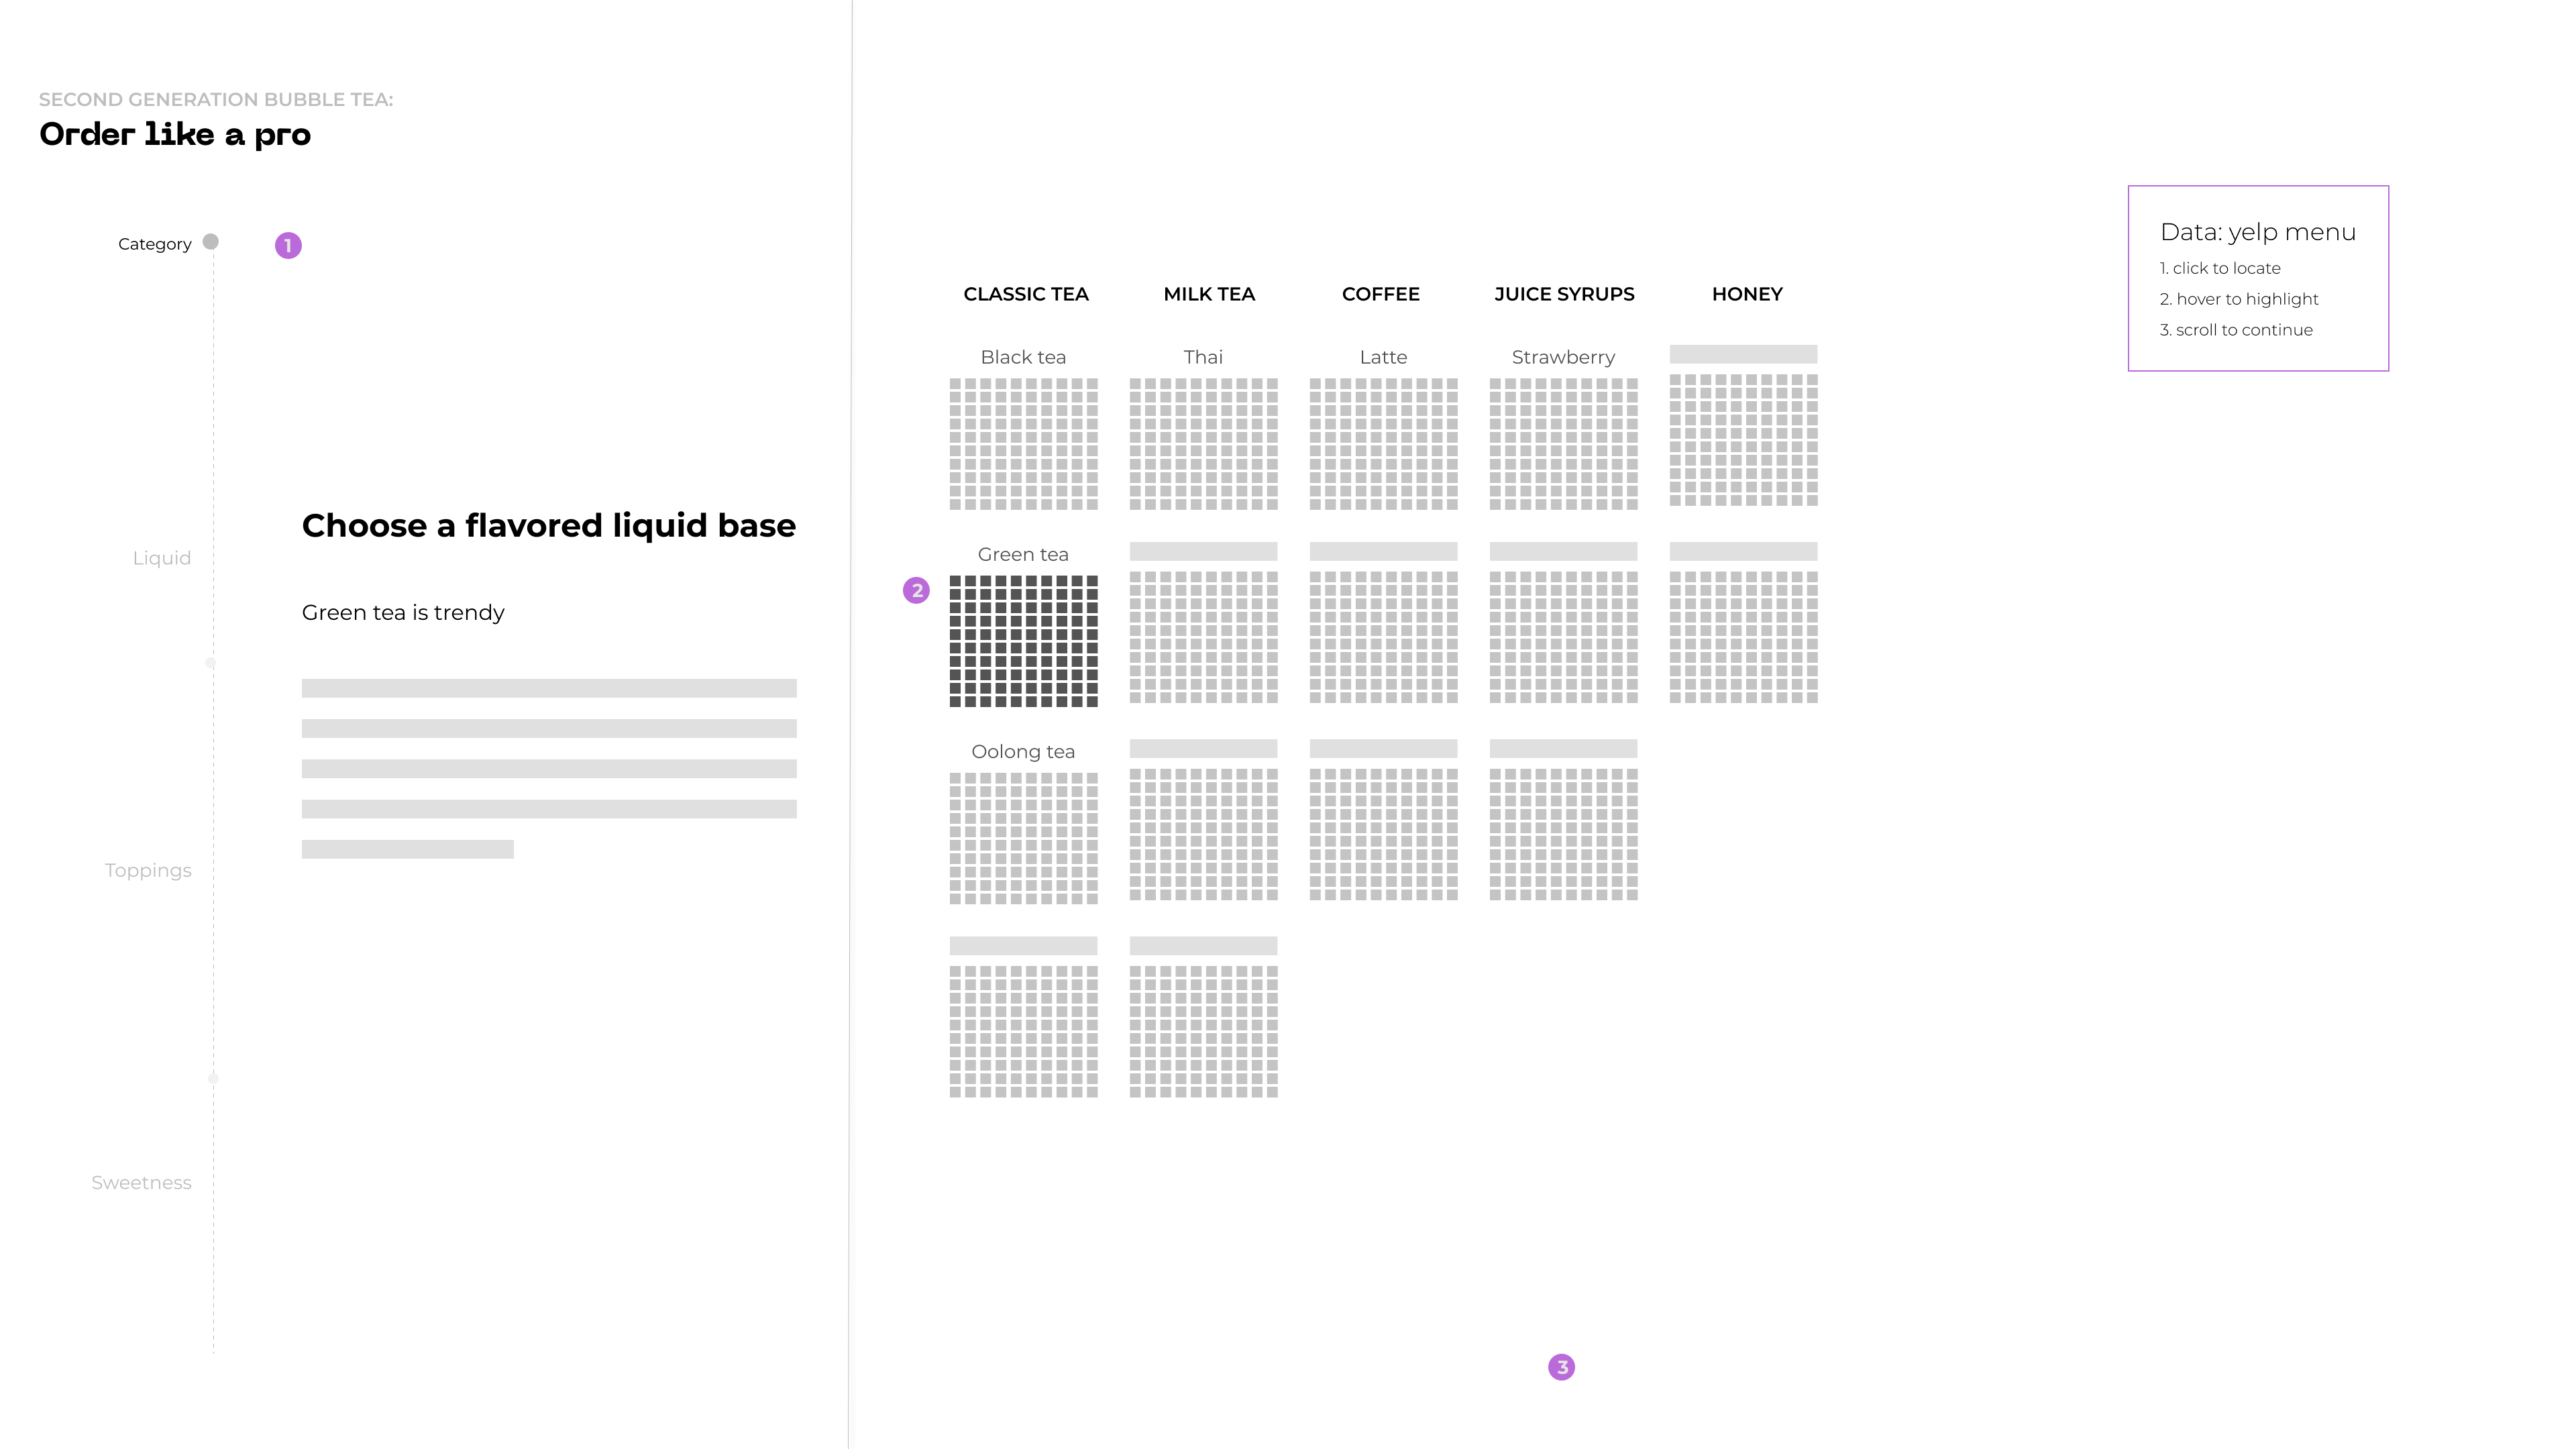 SECOND GENERATION BUBBLE TEA:
Order like a pro
Category
1
Liquid
Toppings
Sweetness
Choose a flavored liquid base
Green tea is trendy
CLASSIC TEA
MILK TEA
COFFEE
JUICE SYRUPS
HONEY
Black tea
Thai
Latte
Strawberry
Green tea
2
Oolong tea
3
Data: yelp menu
1. click to locate
2. hover to highlight
3. scroll to continue